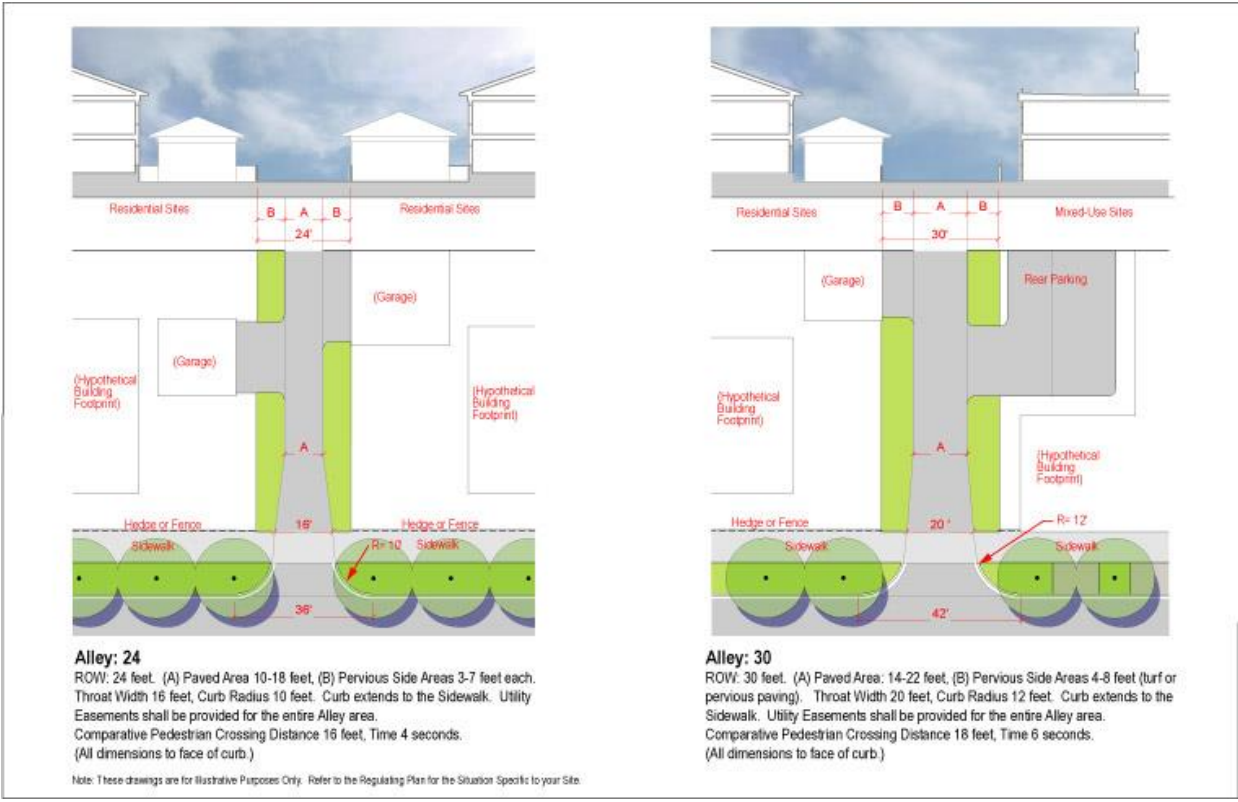 Residential Sites
B
A
B
Residential Sites
24'
(Garage)
(Garage)
(Hypothetical
Building
Footprint)
(Hypothetical
Building
Footprint)
A
Hedge or Fence
16'
Hedge or Fence
Sidewalk
R= 10'
Sidewalk
36'
Alley: 24
ROW: 24 feet. (A) Paved Area 10-18 feet, (B) Pervious Side Areas 3-7 feet each.
Throat Width 16 feet, Curb Radius 10 feet. Curb extends to the Sidewalk. Utility
Easements shall be provided for the entire Alley area.
Comparative Pedestrian Crossing Distance 16 feet, Time 4 seconds.
(All dimensions to face of curb.)
Note: These drawings are for Illustrative Purposes Only. Refer to the Regulating Plan for the Situation Specific to your Site.
Residential Sites
B
A
B
Mixed-Use Sites
30'
(Garage)
Rear Parking
(Hypothetical
Building
Footprint)
A
(Hypothetical
Building
Footprint)
Hedge or Fence
20 '
R= 12'
Sidewalk
Sidewalk
42'
Alley: 30
ROW: 30 feet. (A) Paved Area: 14-22 feet, (B) Pervious Side Areas 4-8 feet (turf or
pervious paving). Throat Width 20 feet, Curb Radius 12 feet. Curb extends to the
Sidewalk. Utility Easements shall be provided for the entire Alley area.
Comparative Pedestrian Crossing Distance 18 feet, Time 6 seconds.
(All dimensions to face of curb.)